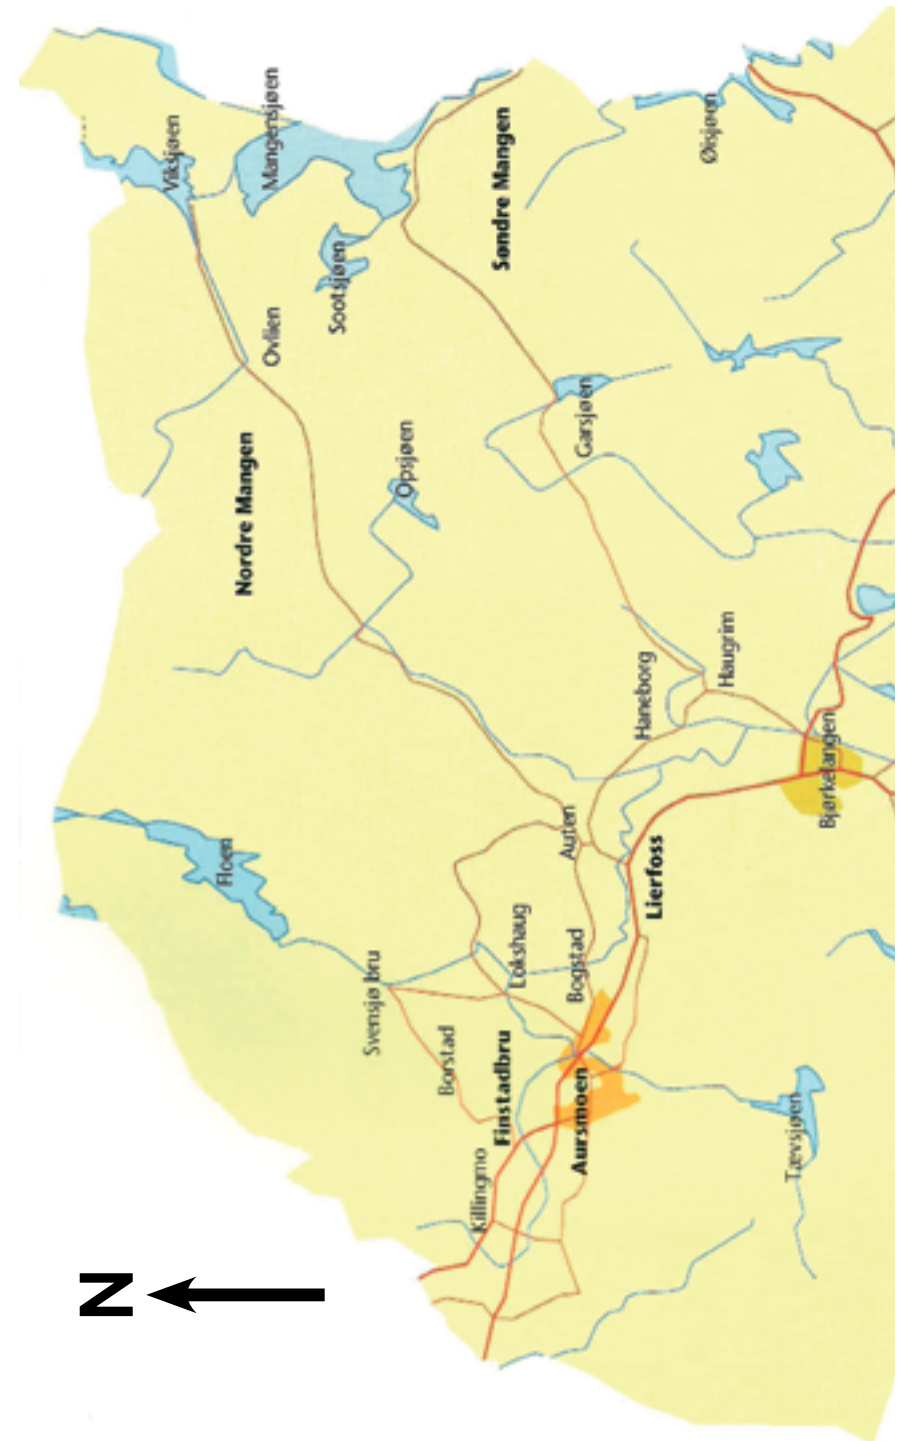 N
Viksjøen
Floen
Nordre Mangen
Ovlien
Mangensjøen
Sootsjøen
Svensjø bru
Opsjøen
Borstad
Killingmo
Finstadbru
Søndre Mangen
Lokshaug
Auten
Bogstad
Aursmoen
Garsjøen
Haneborg
Lierfoss
Øisjøen
Haugrim
Tævsjøen
Bjørkelangen